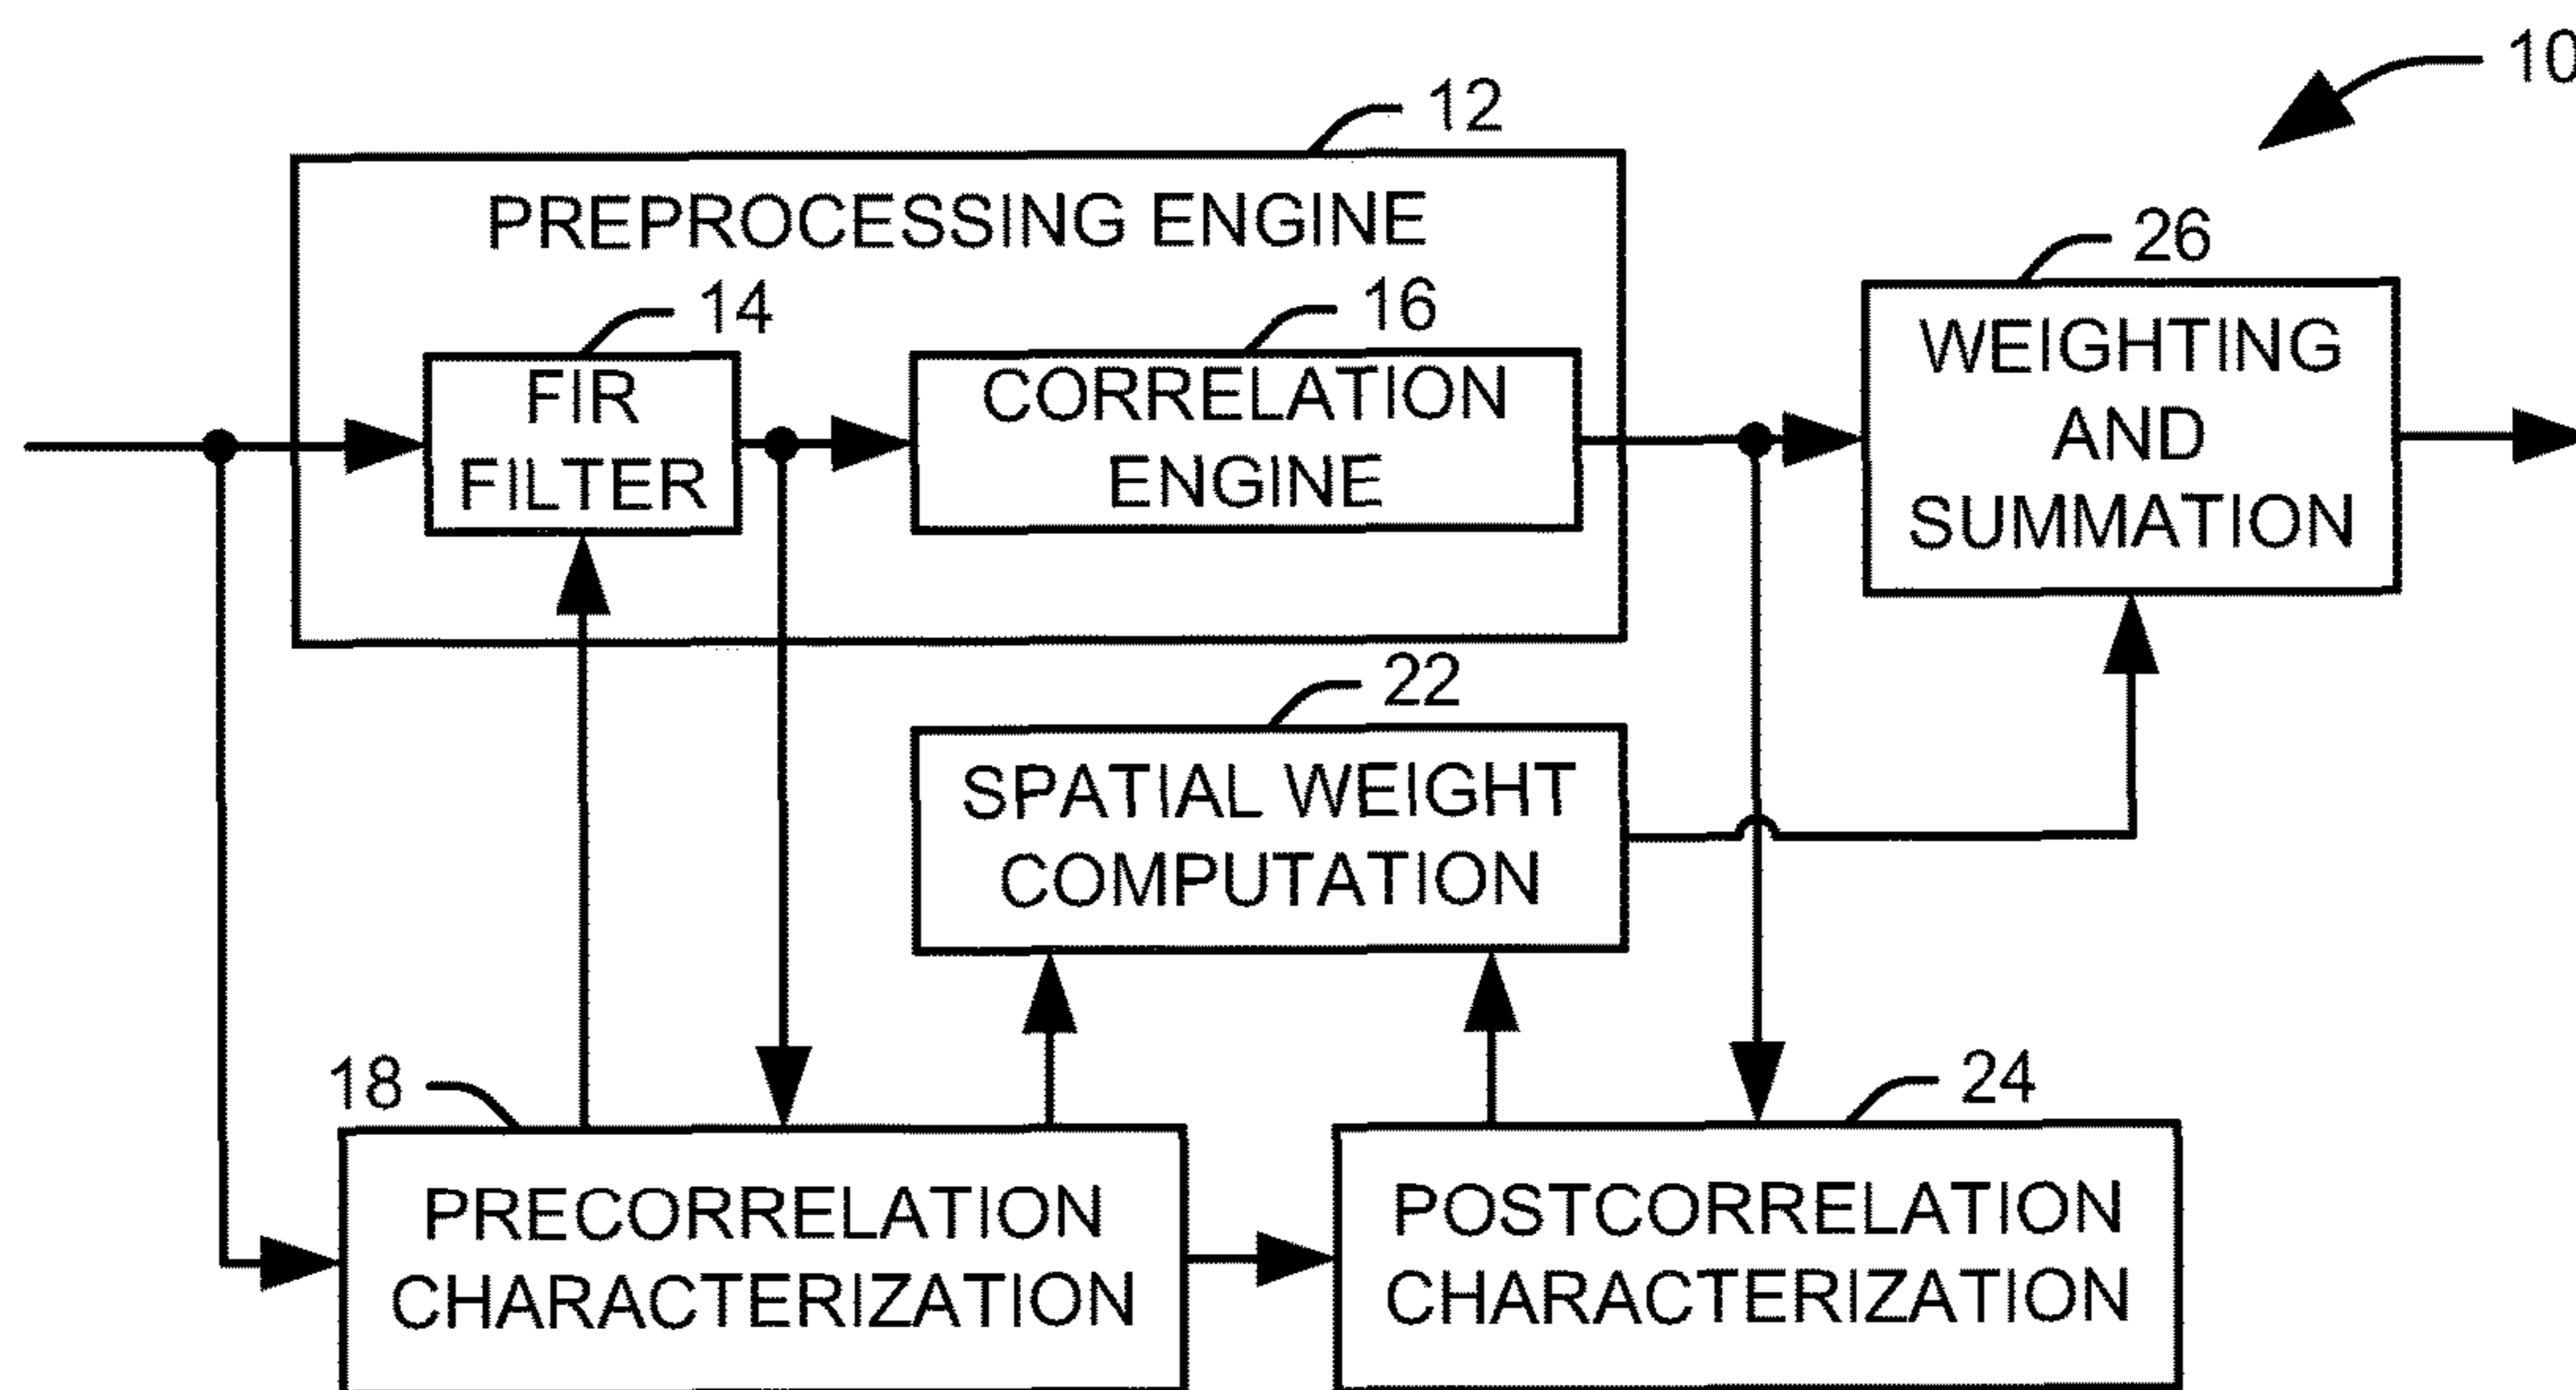 10
12
PREPROCESSING ENGINE
26
14
16
FIR
FILTER
CORRELATION
ENGINE
WEIGHTING
AND
SUMMATION
22
SPATIAL WEIGHT
COMPUTATION
18
24
PRECORRELATION
CHARACTERIZATION
POSTCORRELATION
CHARACTERIZATION